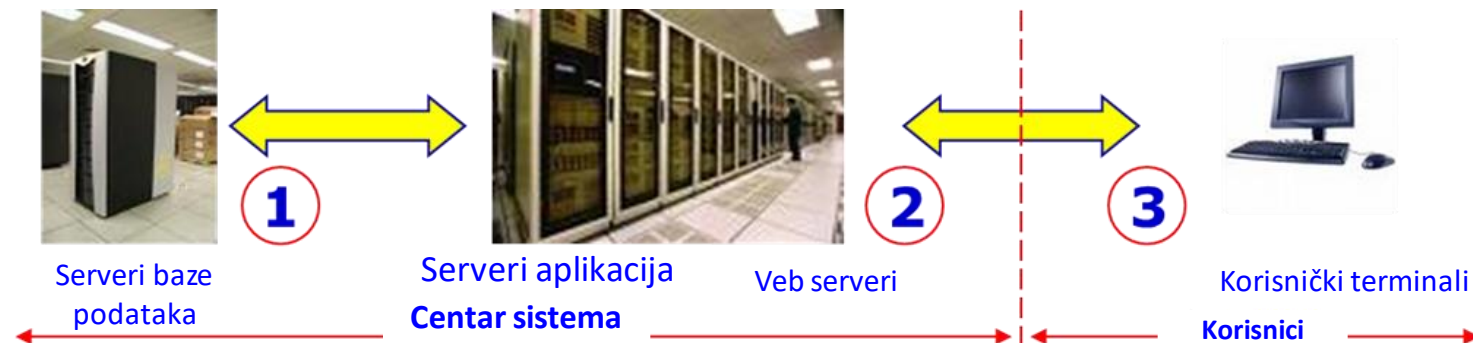 1
2
3
Serveri baze
podataka
Serveri aplikacija
Veb serveri
Korisnički terminali
Centar sistema
Korisnici